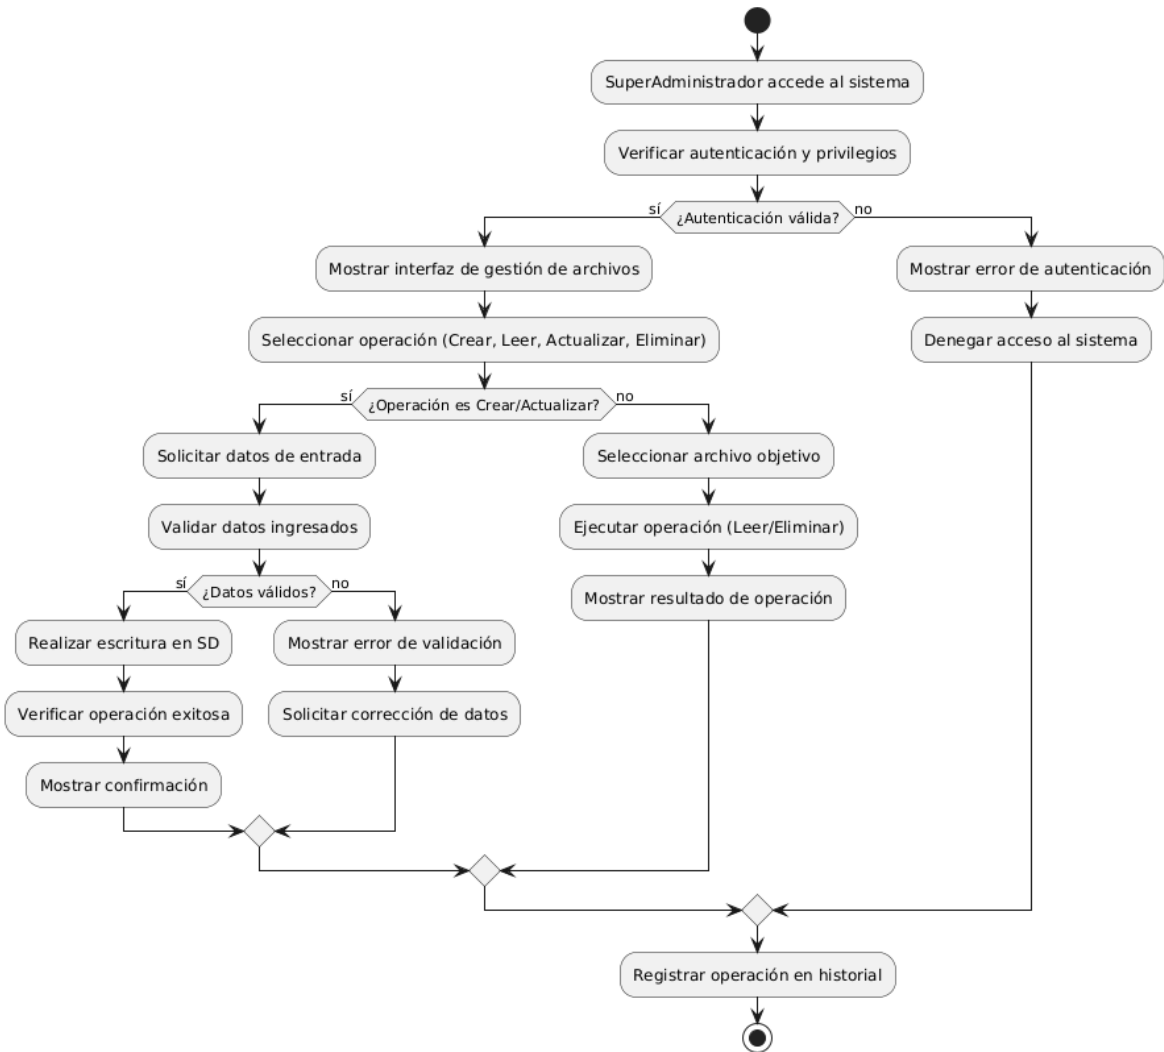 SuperAdministrador accede al sistema
Verificar autenticación y privilegios
sí
¿Autenticación válida?
no
Mostrar interfaz de gestión de archivos
Mostrar error de autenticación
Seleccionar operación (Crear, Leer, Actualizar, Eliminar)
Denegar acceso al sistema
sí
¿Operación es Crear/Actualizar?
no
Solicitar datos de entrada
Seleccionar archivo objetivo
Validar datos ingresados
Ejecutar operación (Leer/Eliminar)
sí
¿Datos válidos?
no
Mostrar resultado de operación
Realizar escritura en SD
Mostrar error de validación
Verificar operación exitosa
Solicitar corrección de datos
Mostrar confirmación
Registrar operación en historial